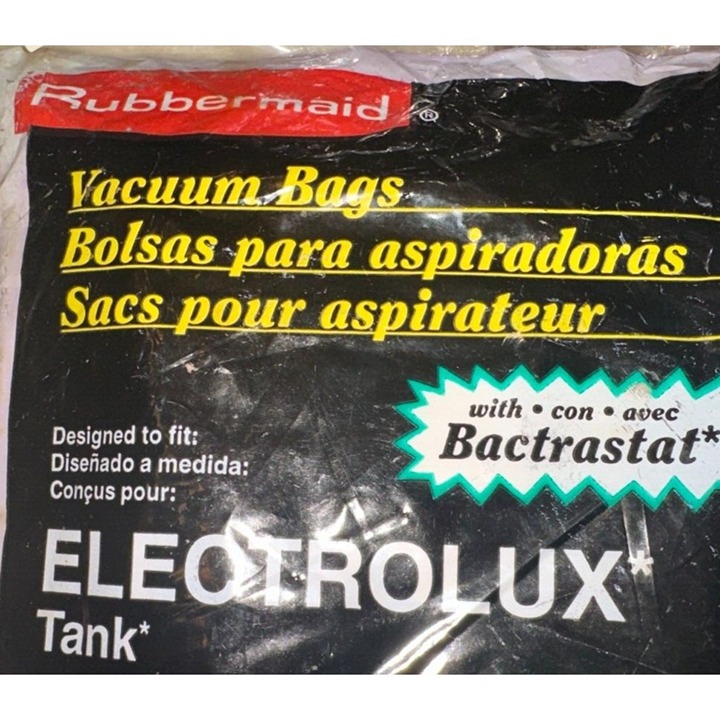 Rubbermaid ®
Vacuum Bags
Bolsas para aspiradoras
Sacs pour aspirateur
with • con • avec
Bactrastat*
Designed to fit:
Diseñado a medida:
Conçus pour:
ELECTROLUX*
Tank*